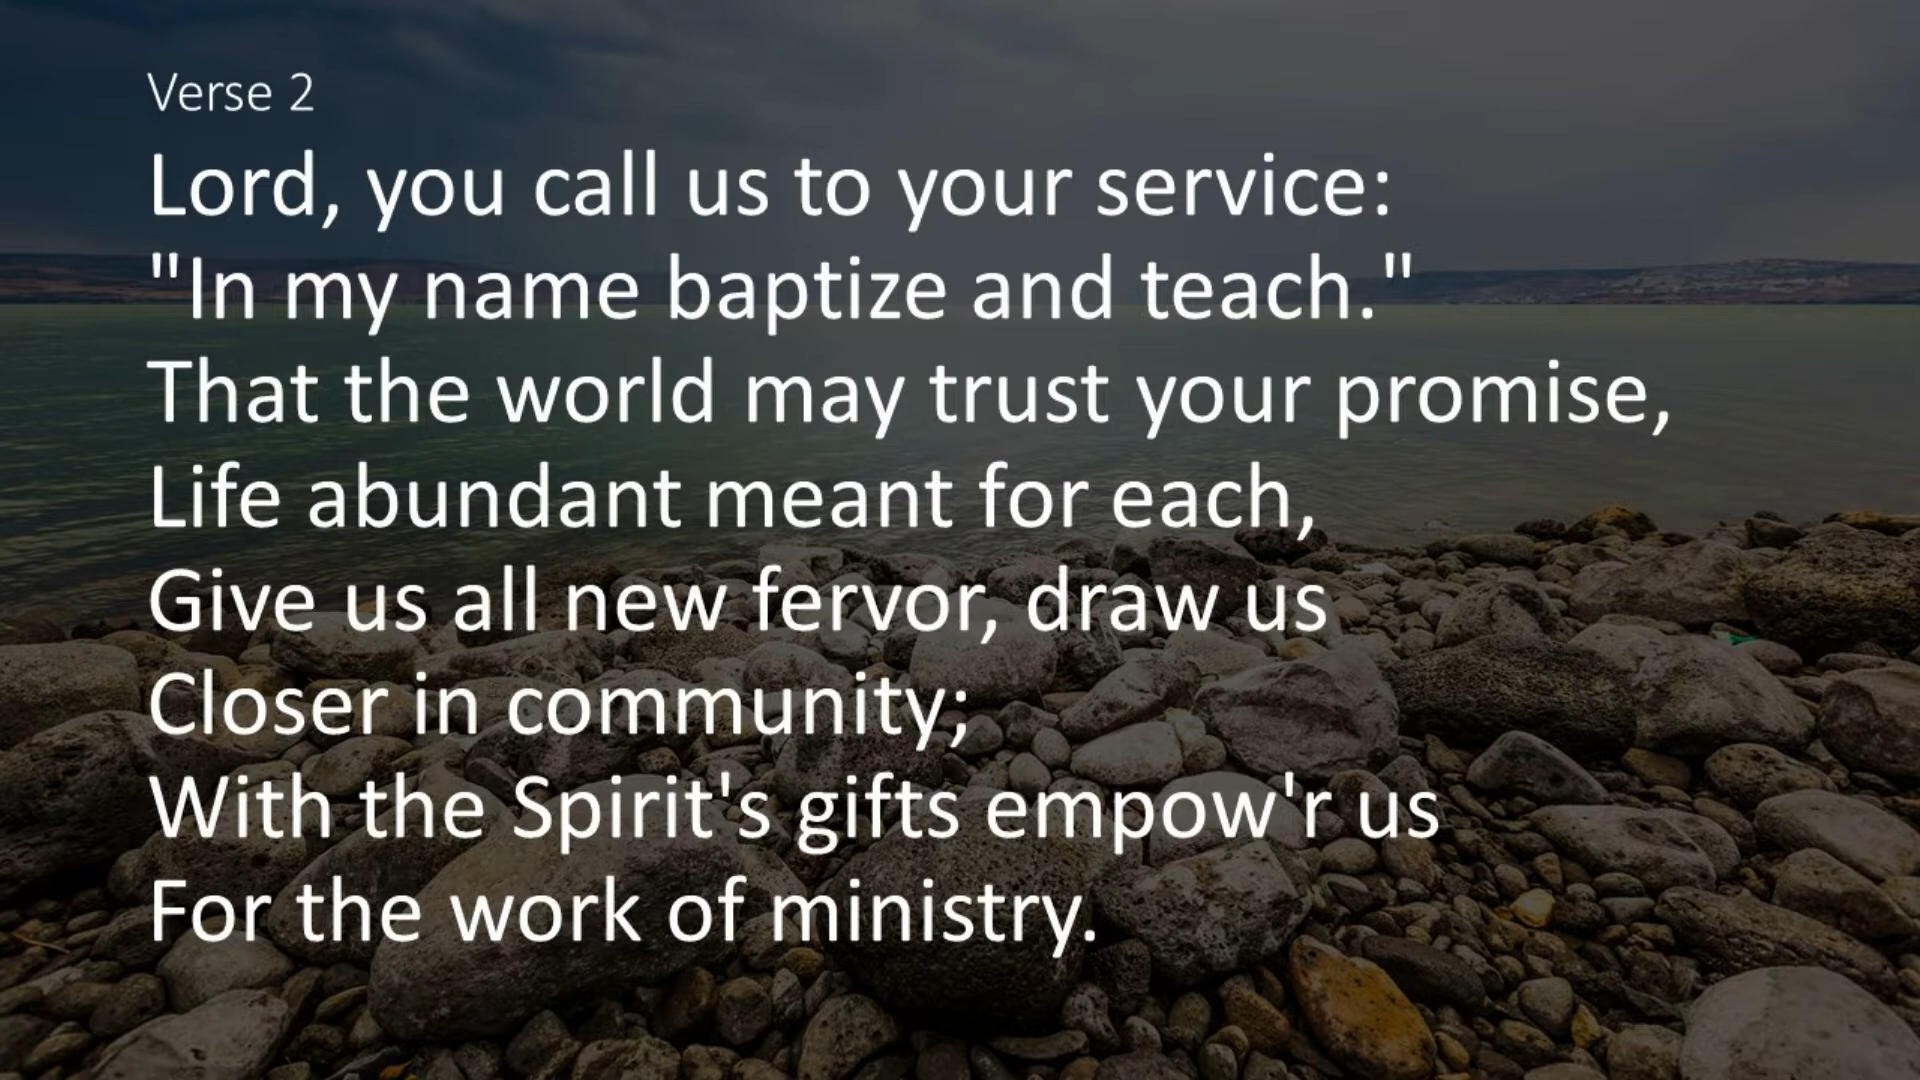 Verse 2
Lord, you call us to your service:
"In my name baptize and teach."
That the world may trust your promise,
Life abundant meant for each,
Give us all new fervor, draw us
Closer in community;
With the Spirit's gifts empow'r us
For the work of ministry.